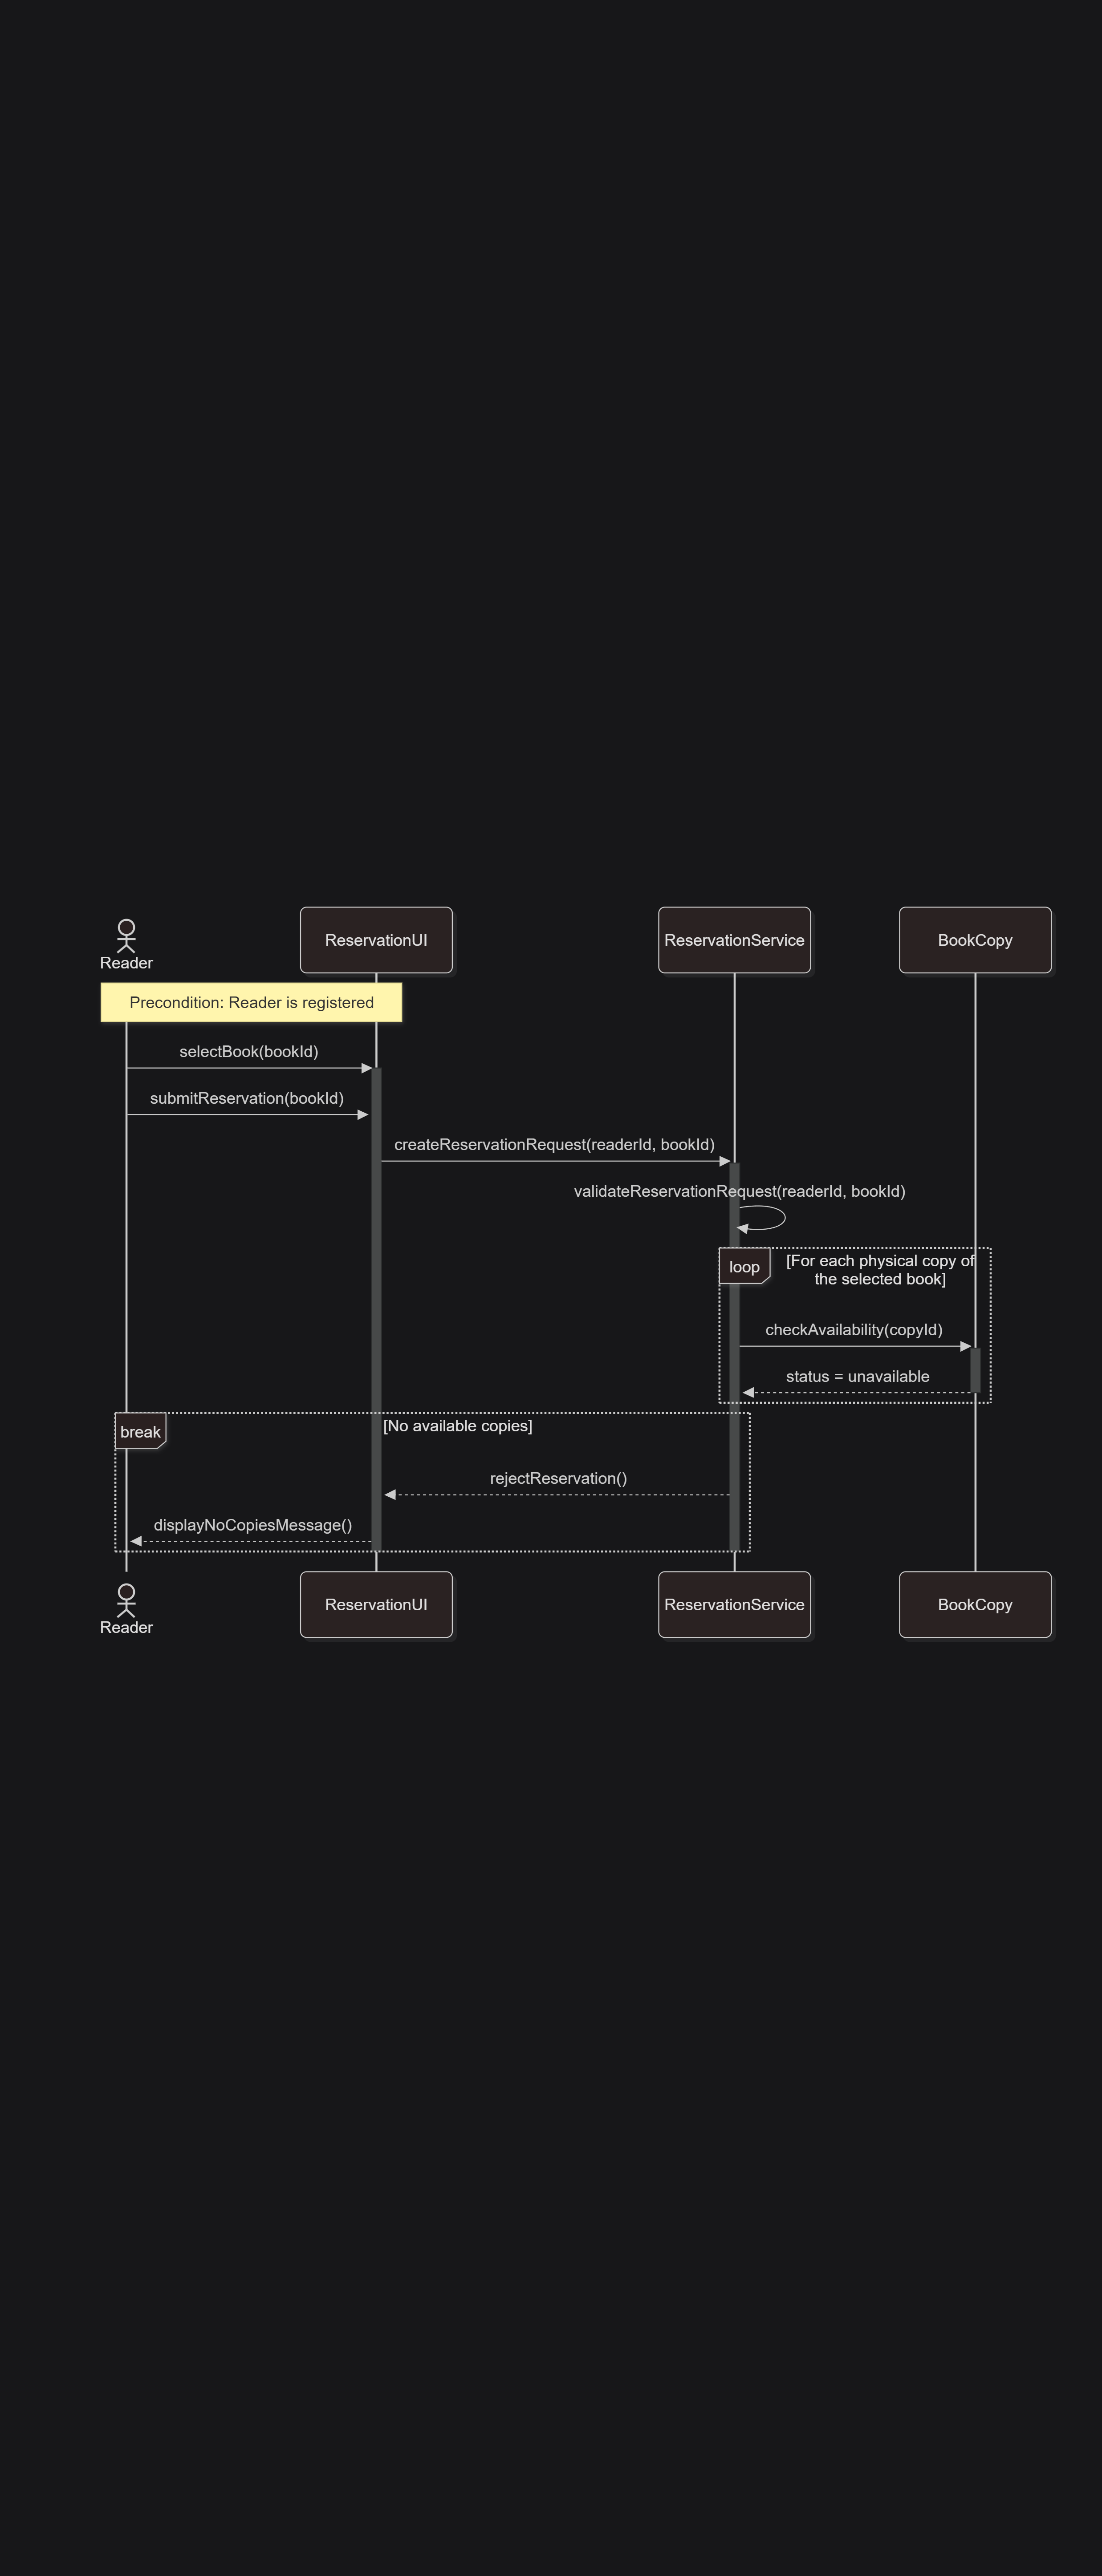 Reader
ReservationUI
ReservationService
BookCopy
Precondition: Reader is registered
selectBook(bookId)
submitReservation(bookId)
createReservationRequest(readerId, bookId)
validateReservationRequest(readerId, bookId)
loop
[For each physical copy of
the selected book]
checkAvailability(copyId)
status = unavailable
break
[No available copies]
rejectReservation()
displayNoCopiesMessage()
Reader
ReservationUI
ReservationService
BookCopy